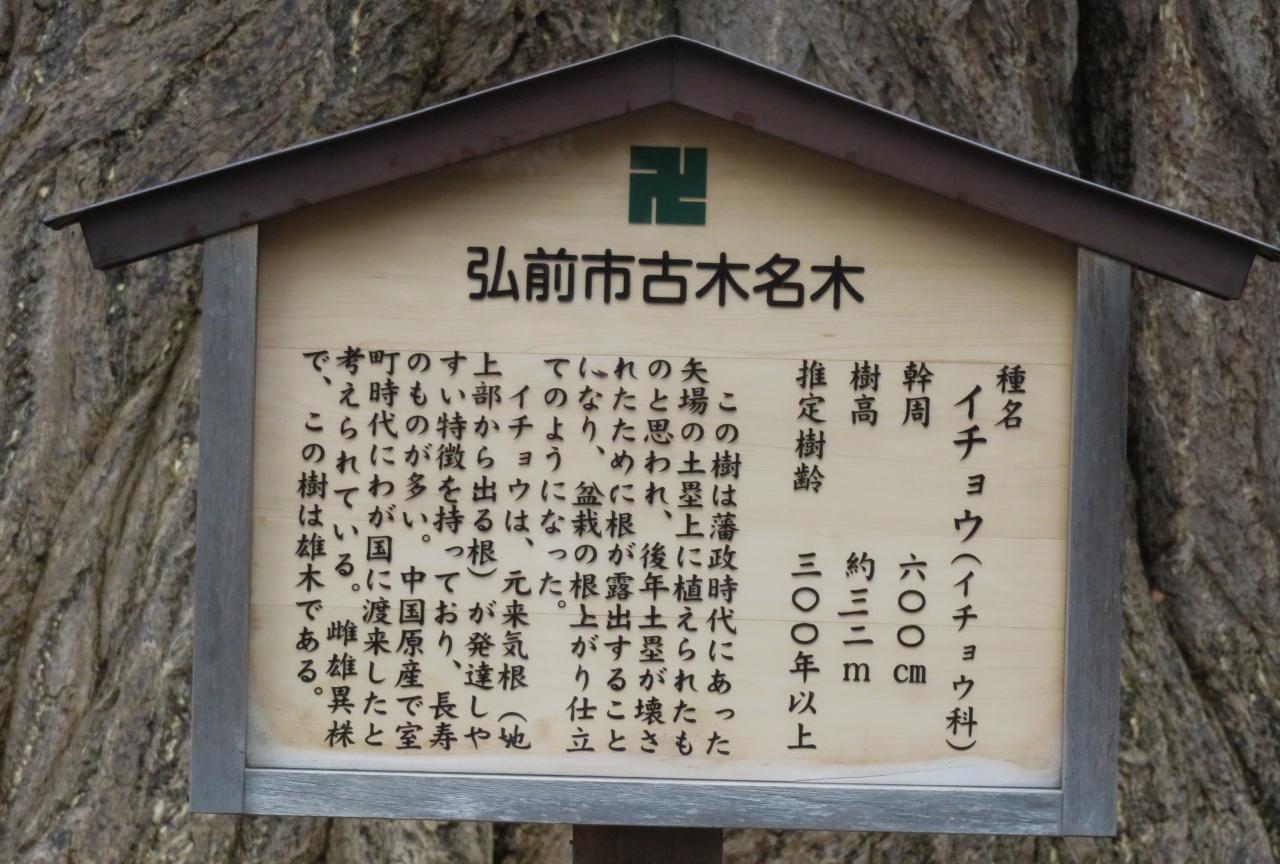 弘前市古木名木
種名
イチョウ(イチョウ科)
幹周 六〇〇㎝
樹高 約三二m
推定樹齢 三〇〇年以上
この樹は藩政時代にあった
矢場の土塁上に植えられたも
のと思われ、後年土塁が壊さ
れたために根が露出すること
になり、盆栽の根上がり仕立
てのようになった。
イチョウは、元来気根(地
上部から出る根)が発達しや
すい特徴を持っており、長寿
のものが多い。中国原産で室
町時代にわが国に渡来したと
考えられている。雌雄異株
で、この樹は雄木である。